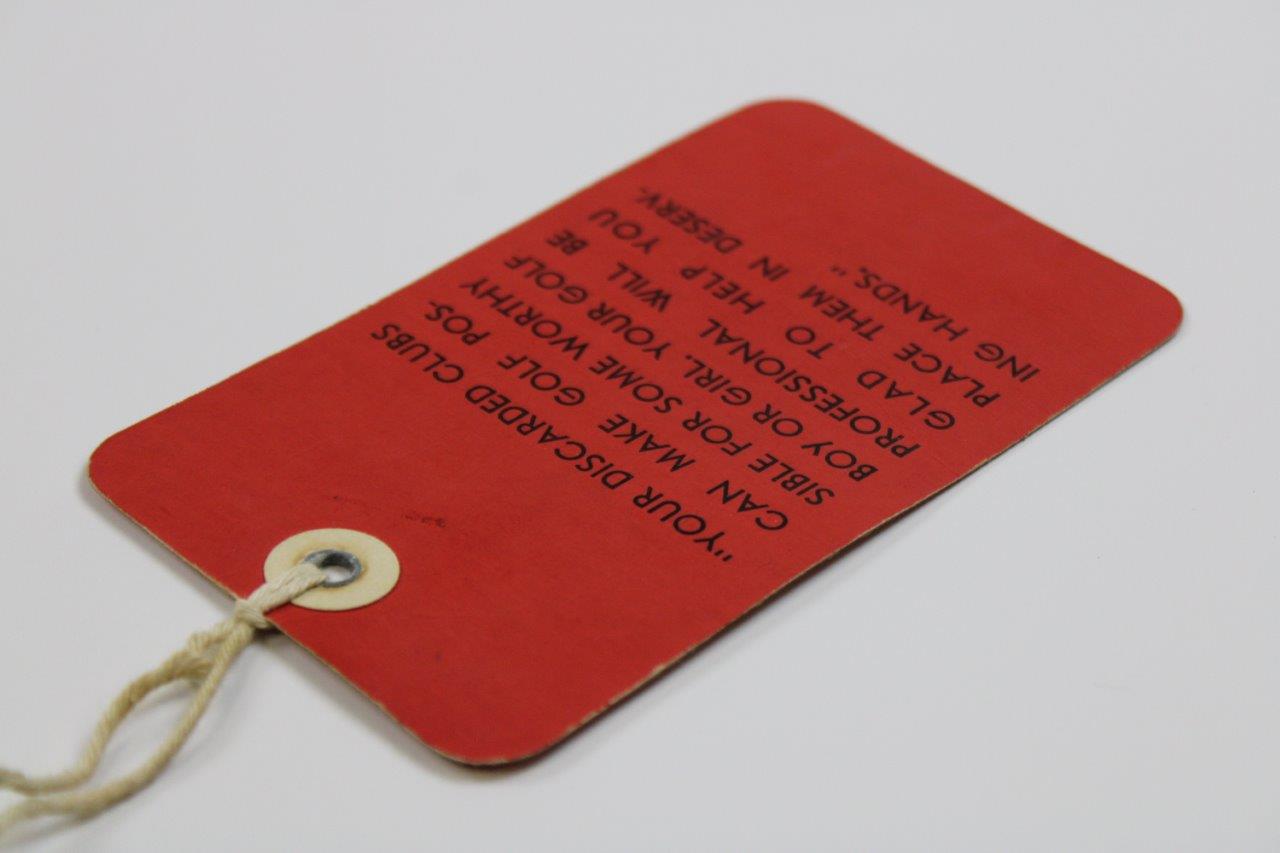 "YOUR DISCARDED CLUBS
CAN MAKE GOLF POS-
SIBLE FOR SOME WORTHY
BOY OR GIRL. YOUR GOLF
PROFESSIONAL WILL BE
GLAD TO HELP YOU
PLACE THEM IN DESERV-
ING HANDS."